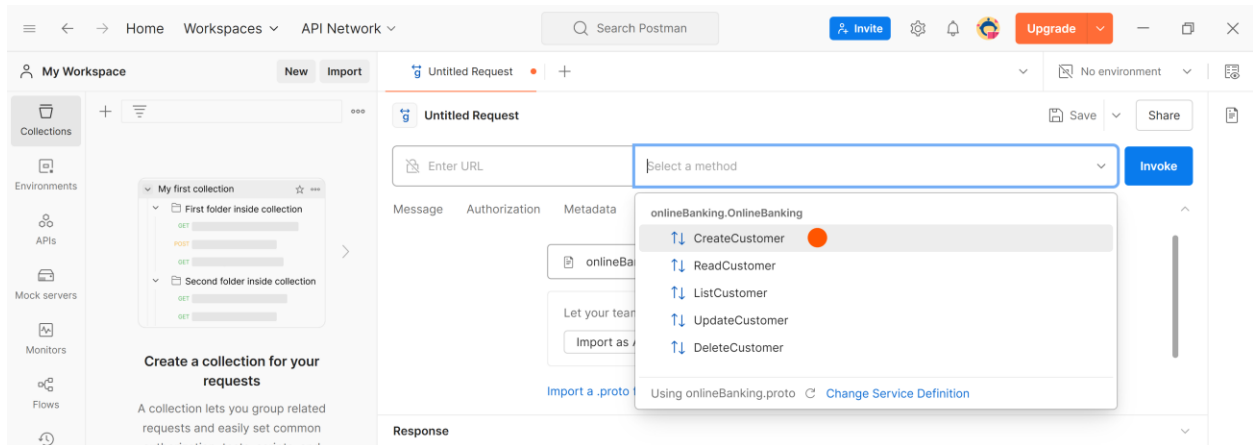 Home Workspaces API Network Search Postman Invite Upgrade
My Workspace New Import Untitled Request + No environment
Collections
Environments
APIs
Mock servers
Monitors
Flows
My first collection
First folder inside collection
GET
POST
GET
Second folder inside collection
GET
GET
Create a collection for your
requests
A collection lets you group related
requests and easily set common
Untitled Request Save Share
Enter URL Select a method Invoke
Message Authorization Metadata
onlineBa
Let your tear
Import as
Import a .proto
onlineBanking.OnlineBanking
CreateCustomer
ReadCustomer
ListCustomer
UpdateCustomer
DeleteCustomer
Using onlineBanking.proto Change Service Definition
Response